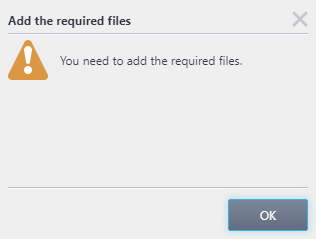 Add the required files
You need to add the required files.
OK